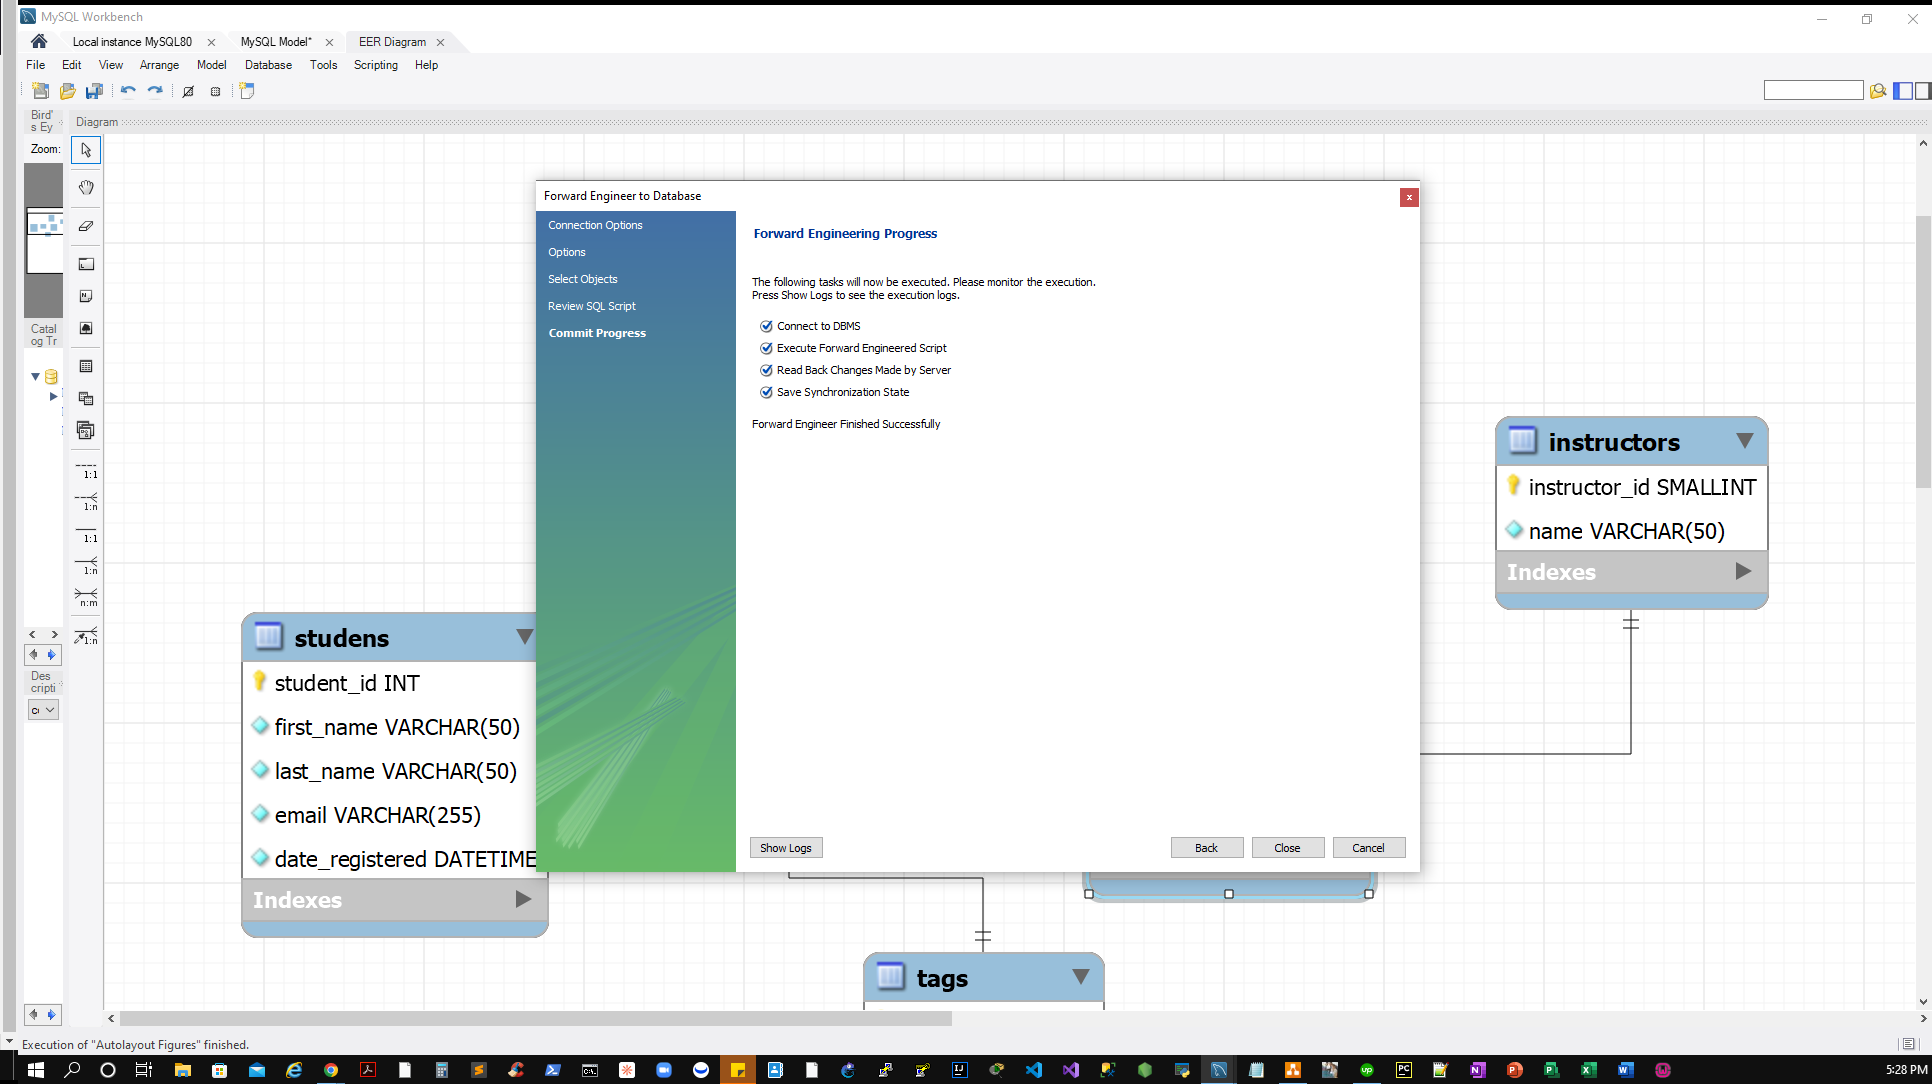 MySQL Workbench
Local instance MySQL80
MySQL Model*
EER Diagram
File Edit View Arrange Model Database Tools Scripting Help
Bird'
s Ey
Diagram
Zoom:
Catal
og Tr
1:1
1:n
1:1
1:n
n:m
1:n
Des
cripti
Forward Engineer to Database
x
Connection Options
Options
Select Objects
Review SQL Script
Commit Progress
Forward Engineering Progress
The following tasks will now be executed. Please monitor the execution.
Press Show Logs to see the execution logs.
Connect to DBMS
Execute Forward Engineered Script
Read Back Changes Made by Server
Save Synchronization State
Forward Engineer Finished Successfully
Show Logs
Back
Close
Cancel
instructors
instructor_id SMALLINT
name VARCHAR(50)
Indexes
studens
student_id INT
first_name VARCHAR(50)
last_name VARCHAR(50)
email VARCHAR(255)
date_registered DATETIME
Indexes
tags
Execution of "Autolayout Figures" finished.
5:28 PM